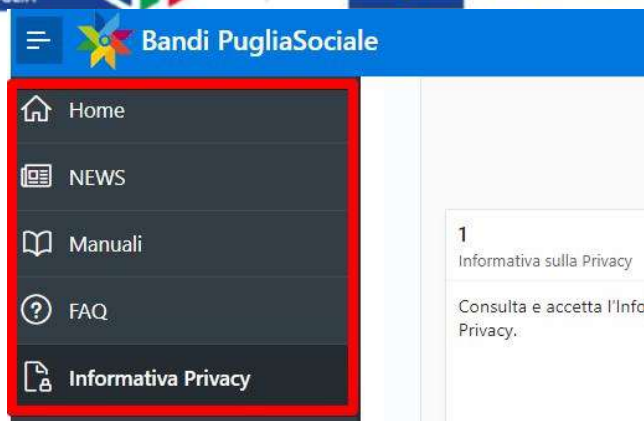 Bandi PugliaSociale
Home
NEWS
Manuali
FAQ
Informativa Privacy
1
Informativa sulla Privacy
Consulta e accetta l'Info
Privacy.